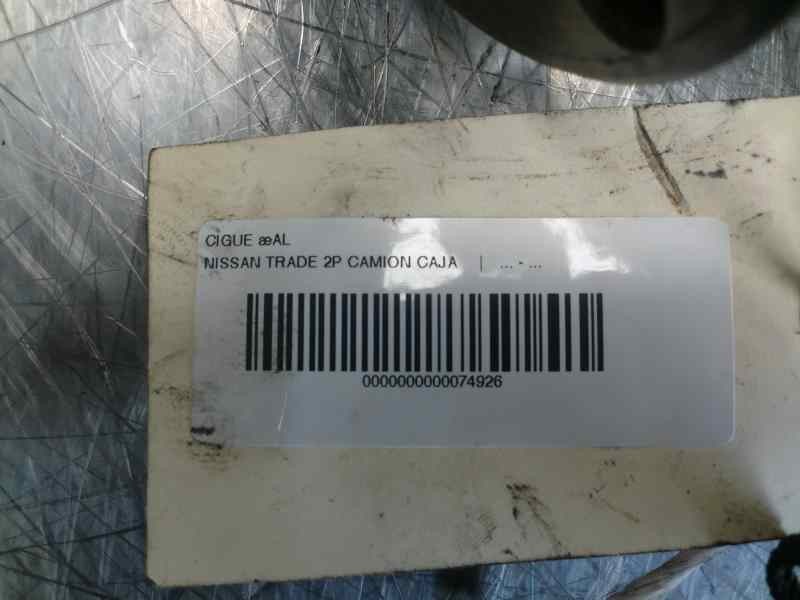 CIGUE æAL
NISSAN TRADE 2P CAMION CAJA | ... - ...
0000000000074926